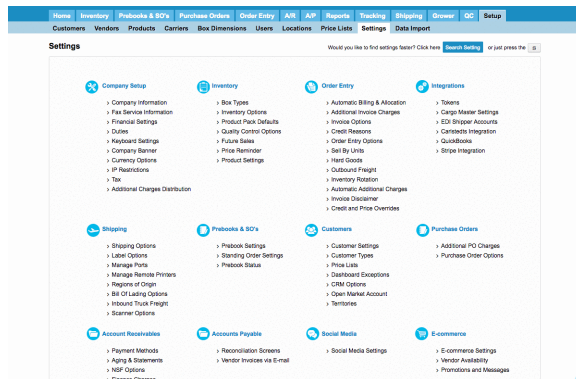 Home Inventory Prebooks & SO's Purchase Orders Order Entry A/R A/P Reports Tracking Shipping Grower QC Setup
Customers Vendors Products Carriers Box Dimensions Users Locations Price Lists Settings Data Import
Settings
Would you like to find settings faster? Click here Search Setting or just press the S
Company Setup
> Company Information
> Fax Service Information
> Financial Settings
> Duties
> Keyboard Settings
> Company Banner
> Currency Options
> IP Restrictions
> Tax
> Additional Charges Distribution
Inventory
> Box Types
> Inventory Options
> Product Pack Defaults
> Quality Control Options
> Future Sales
> Price Reminder
> Product Settings
Order Entry
> Automatic Billing & Allocation
> Additional Invoice Charges
> Invoice Options
> Credit Reasons
> Order Entry Options
> Sell By Units
> Hard Goods
> Outbound Freight
> Inventory Rotation
> Automatic Additional Charges
> Invoice Disclaimer
> Credit and Price Overrides
Integrations
> Tokens
> Cargo Master Settings
> EDI Shipper Accounts
> Carlsteds Integration
> QuickBooks
> Stripe Integration
Shipping
> Shipping Options
> Label Options
> Manage Ports
> Manage Remote Printers
> Regions of Origin
> Bill Of Lading Options
> Inbound Truck Freight
> Scanner Options
Prebooks & SO's
> Prebook Settings
> Standing Order Settings
> Prebook Status
Customers
> Customer Settings
> Customer Types
> Price Lists
> Dashboard Exceptions
> CRM Options
> Open Market Account
> Territories
Purchase Orders
> Additional PO Charges
> Purchase Order Options
Account Receivables
> Payment Methods
> Aging & Statements
> NSF Options
> Finance Charges
Accounts Payable
> Reconciliation Screens
> Vendor Invoices via E-mail
Social Media
> Social Media Settings
E-commerce
> E-commerce Settings
> Vendor Availability
> Promotions and Messages